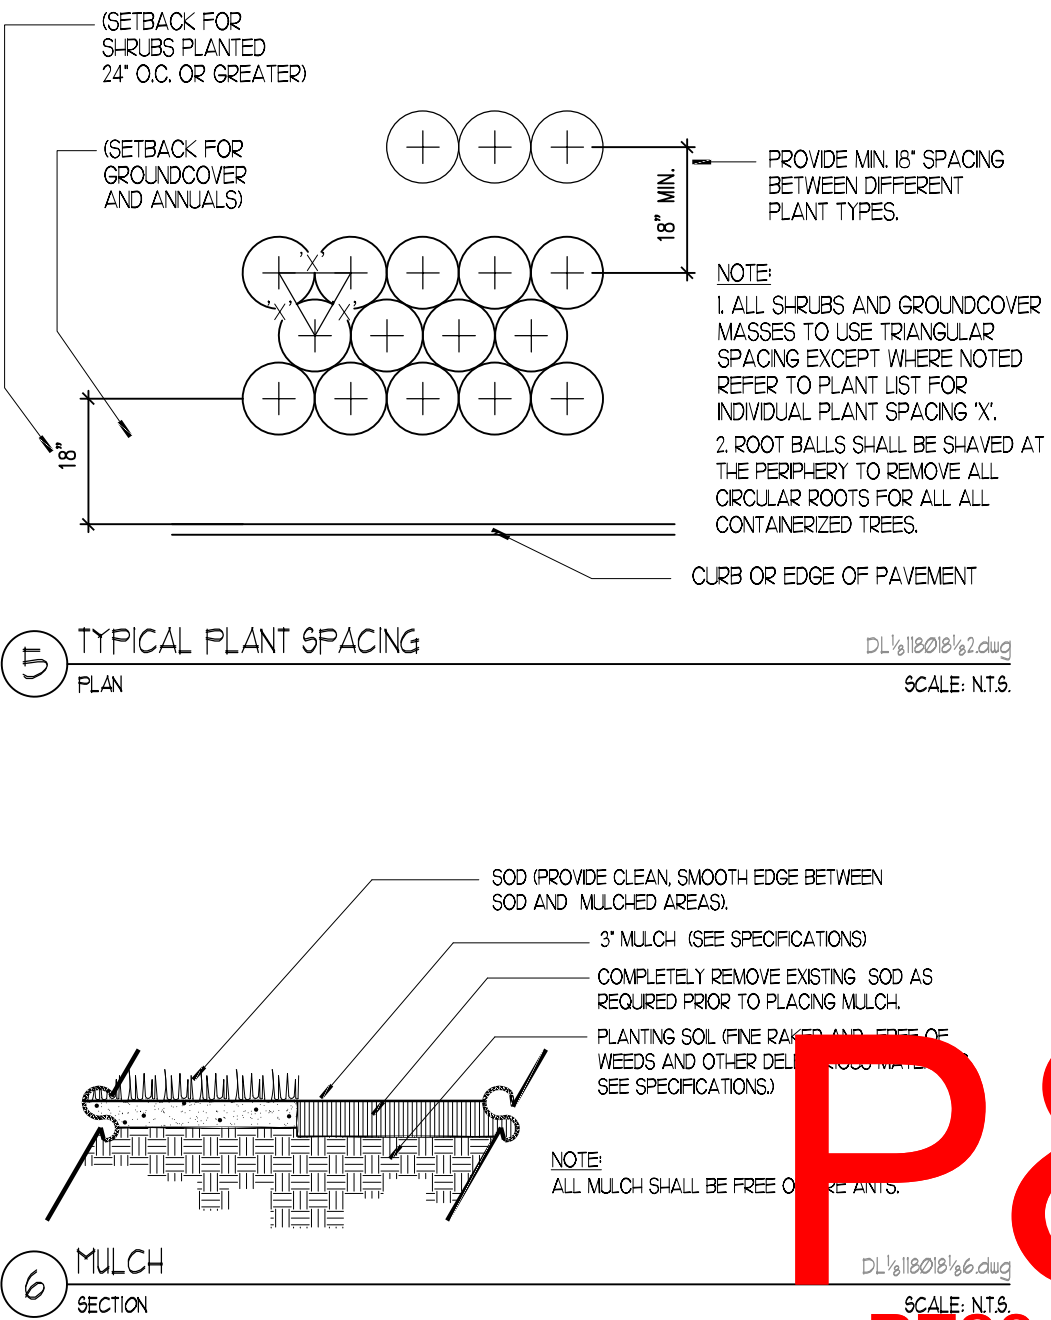 (SETBACK FOR
SHRUBS PLANTED
24" O.C. OR GREATER)
(SETBACK FOR
GROUNDCOVER
AND ANNUALS)
18" MIN.
PROVIDE MIN. 18" SPACING
BETWEEN DIFFERENT
PLANT TYPES.
'X'
'X'
'X'
NOTE:
1. ALL SHRUBS AND GROUNDCOVER
MASSES TO USE TRIANGULAR
SPACING EXCEPT WHERE NOTED
REFER TO PLANT LIST FOR
INDIVIDUAL PLANT SPACING 'X'.
2. ROOT BALLS SHALL BE SHAVED AT
THE PERIPHERY TO REMOVE ALL
CIRCULAR ROOTS FOR ALL ALL
CONTAINERIZED TREES.
18"
CURB OR EDGE OF PAVEMENT
5
TYPICAL PLANT SPACING
DL⅛118018⅛2.dwg
PLAN
SCALE: N.T.S.
SOD (PROVIDE CLEAN, SMOOTH EDGE BETWEEN
SOD AND MULCHED AREAS).
3" MULCH (SEE SPECIFICATIONS)
COMPLETELY REMOVE EXISTING SOD AS
REQUIRED PRIOR TO PLACING MULCH.
PLANTING SOIL (FINE RAKED AND FREE OF
WEEDS AND OTHER
SEE SPECIFICATIONS.)
NOTE:
ALL MULCH SHALL BE FREE ANTS.
6
MULCH
DL⅛118018⅛6.dwg
SECTION
SCALE: N.T.S.